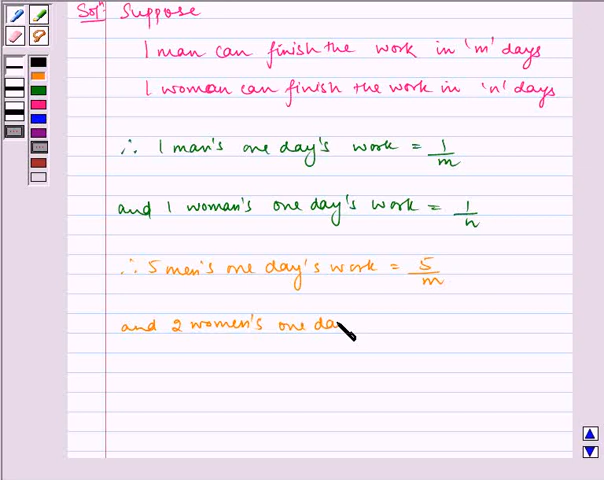 Solⁿ: Suppose
1 man can finish the work in 'm' days
1 woman can finish the work in 'n' days
∴ 1 man's one day's work = 1/m
and 1 woman's one day's work = 1/n
∴ 5 men's one day's work = 5/m
and 2 women's one da